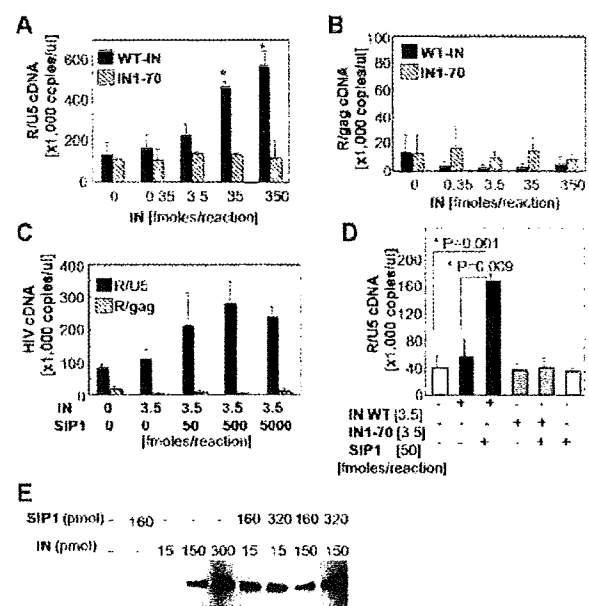 A
R/U5 cDNA
[x1,000 copies/ul]
600
400
200
0
WT-IN
IN1-70
*
*
0 0 35 3 5 35 350
IN [fmoles/reaction]
B
R/gag cDNA
[x1,000 copies/ul]
100
80
60
40
20
0
WT-IN
IN1-70
0 0.35 3.5 35 350
IN [fmoles/reaction]
C
HIV cDNA
[x1,000 copies/ul]
400
300
200
100
0
R/U5
R/gag
IN 0 3.5 3.5 3.5 3.5
SIP1 0 0 50 500 5000
[fmoles/reaction]
D
R/U5 cDNA
[x1,000 copies/ul]
200
160
120
80
40
0
* P=0.001
* P=0.009
IN WT [3.5] - + + - - -
IN1-70 [3 5] - - - + + -
SIP1 [50] - - + - + +
[fmoles/reaction]
E
SIP1 (pmol) - 160 - - - 160 320 160 320
IN (pmol) - - 15 150 300 15 15 150 150